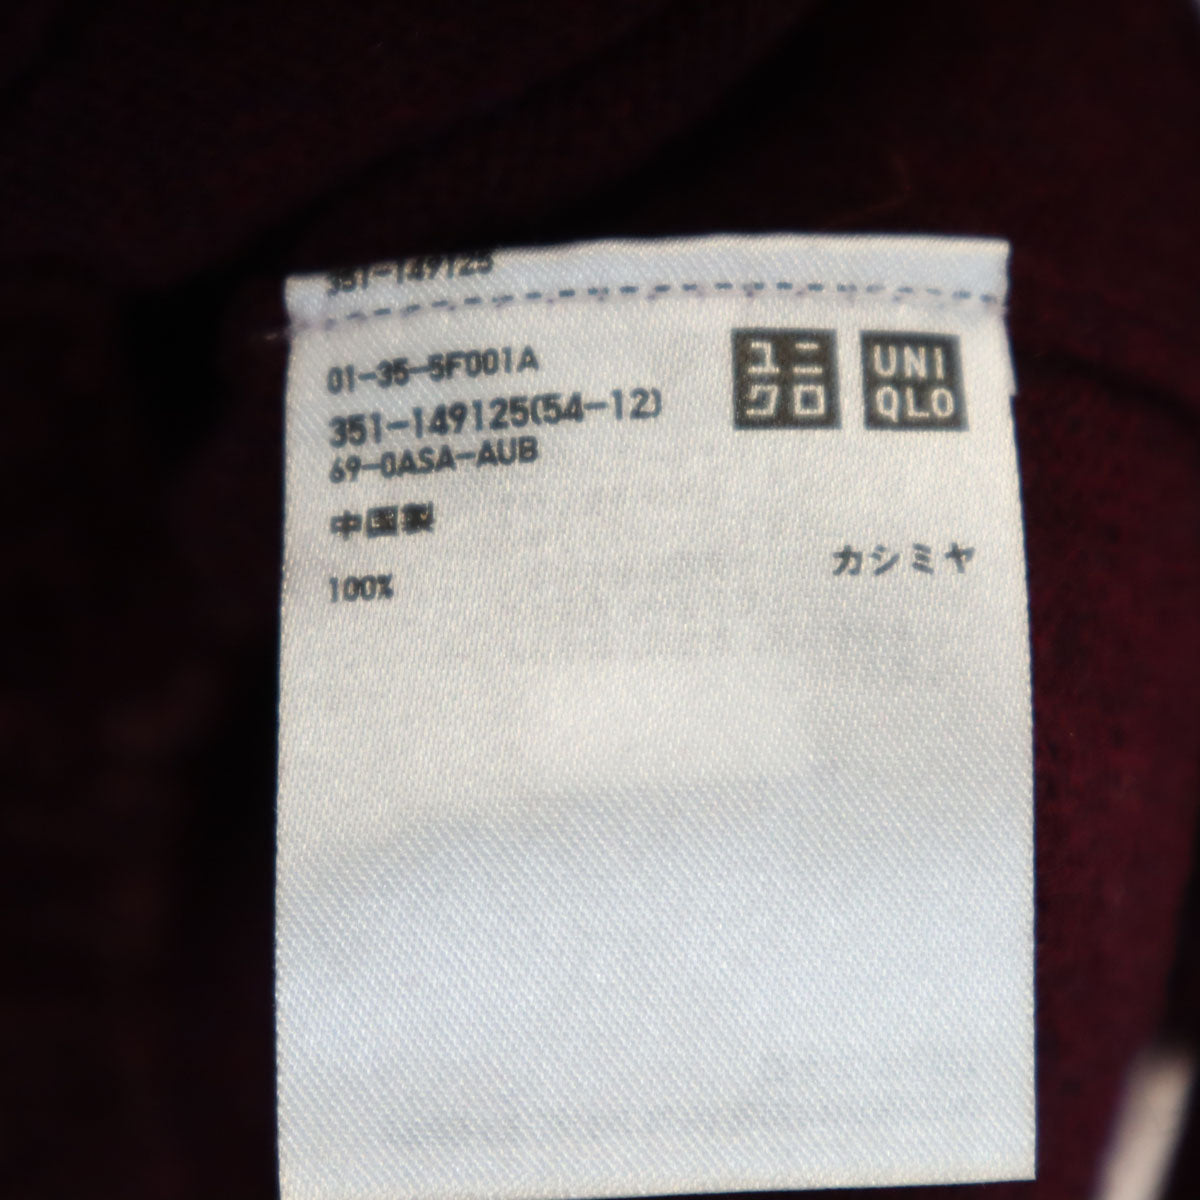 351-149125
ユニ
クロ
UNI
QLO
01-35-5F001A
351-149125(54-12)
69-0ASA-AUB
中国製
カシミヤ
100%